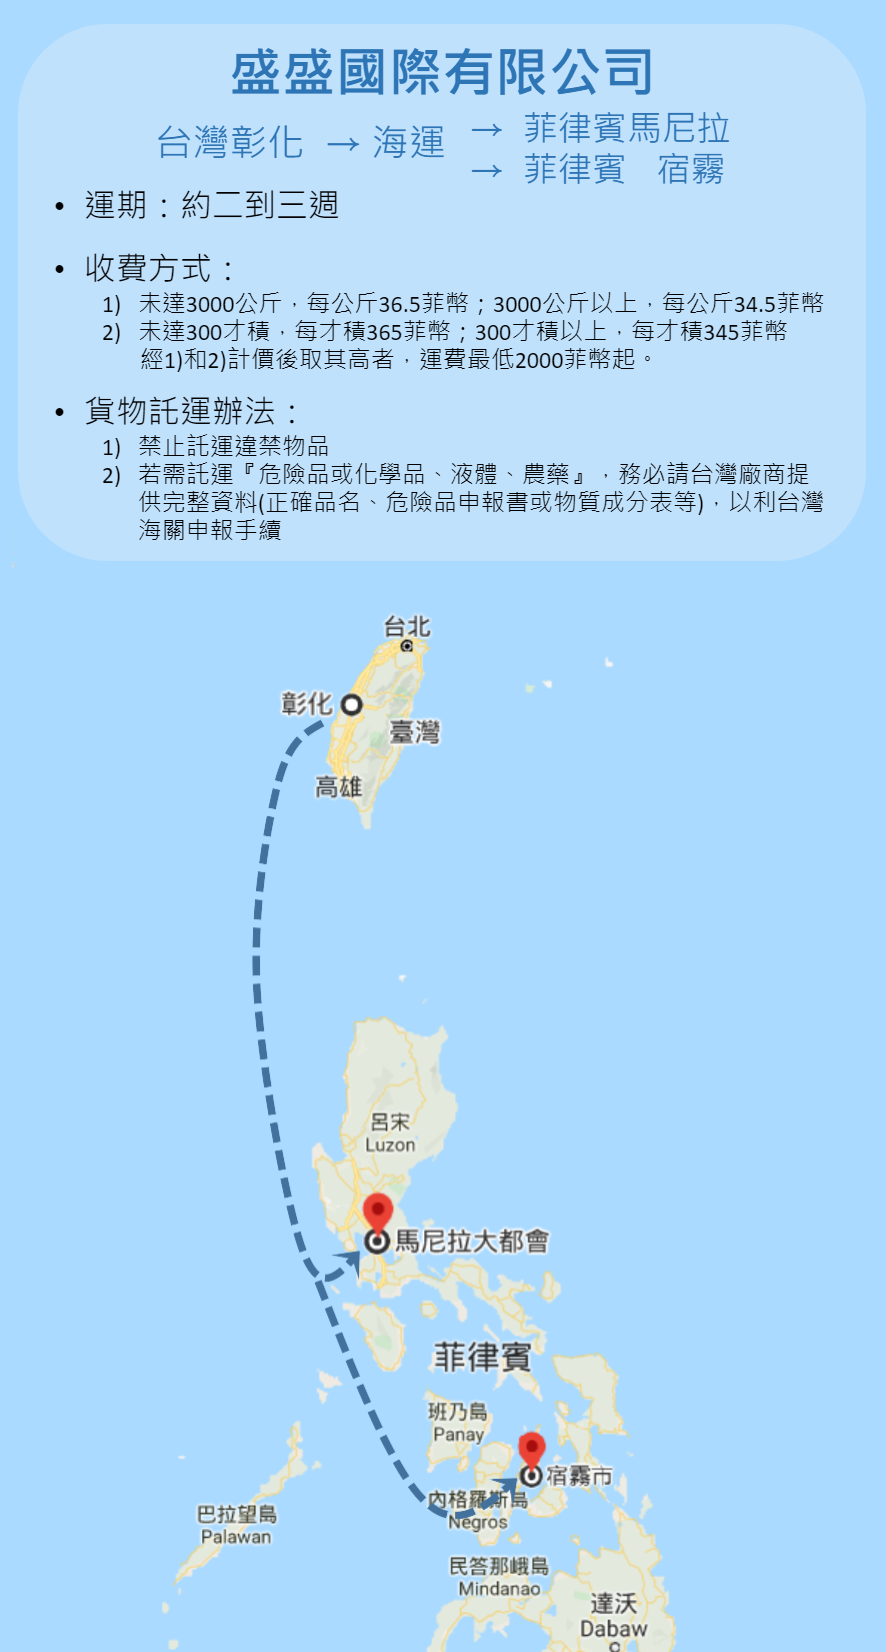 盛盛國際有限公司
台灣彰化 → 海運 → 菲律賓馬尼拉
→ 菲律賓 宿霧
• 運期：約二到三週
• 收費方式：
1) 未達3000公斤，每公斤36.5菲幣；3000公斤以上，每公斤34.5菲幣
2) 未達300才積，每才積365菲幣；300才積以上，每才積345菲幣
經1)和2)計價後取其高者，運費最低2000菲幣起。
• 貨物託運辦法：
1) 禁止託運違禁物品
2) 若需託運『危險品或化學品、液體、農藥』，務必請台灣廠商提
供完整資料(正確品名、危險品申報書或物質成分表等)，以利台灣
海關申報手續
台北
彰化
臺灣
高雄
呂宋
Luzon
馬尼拉大都會
菲律賓
班乃島
Panay
宿霧市
內格羅斯島
Negros
巴拉望島
Palawan
民答那峨島
Mindanao
達沃
Dabaw